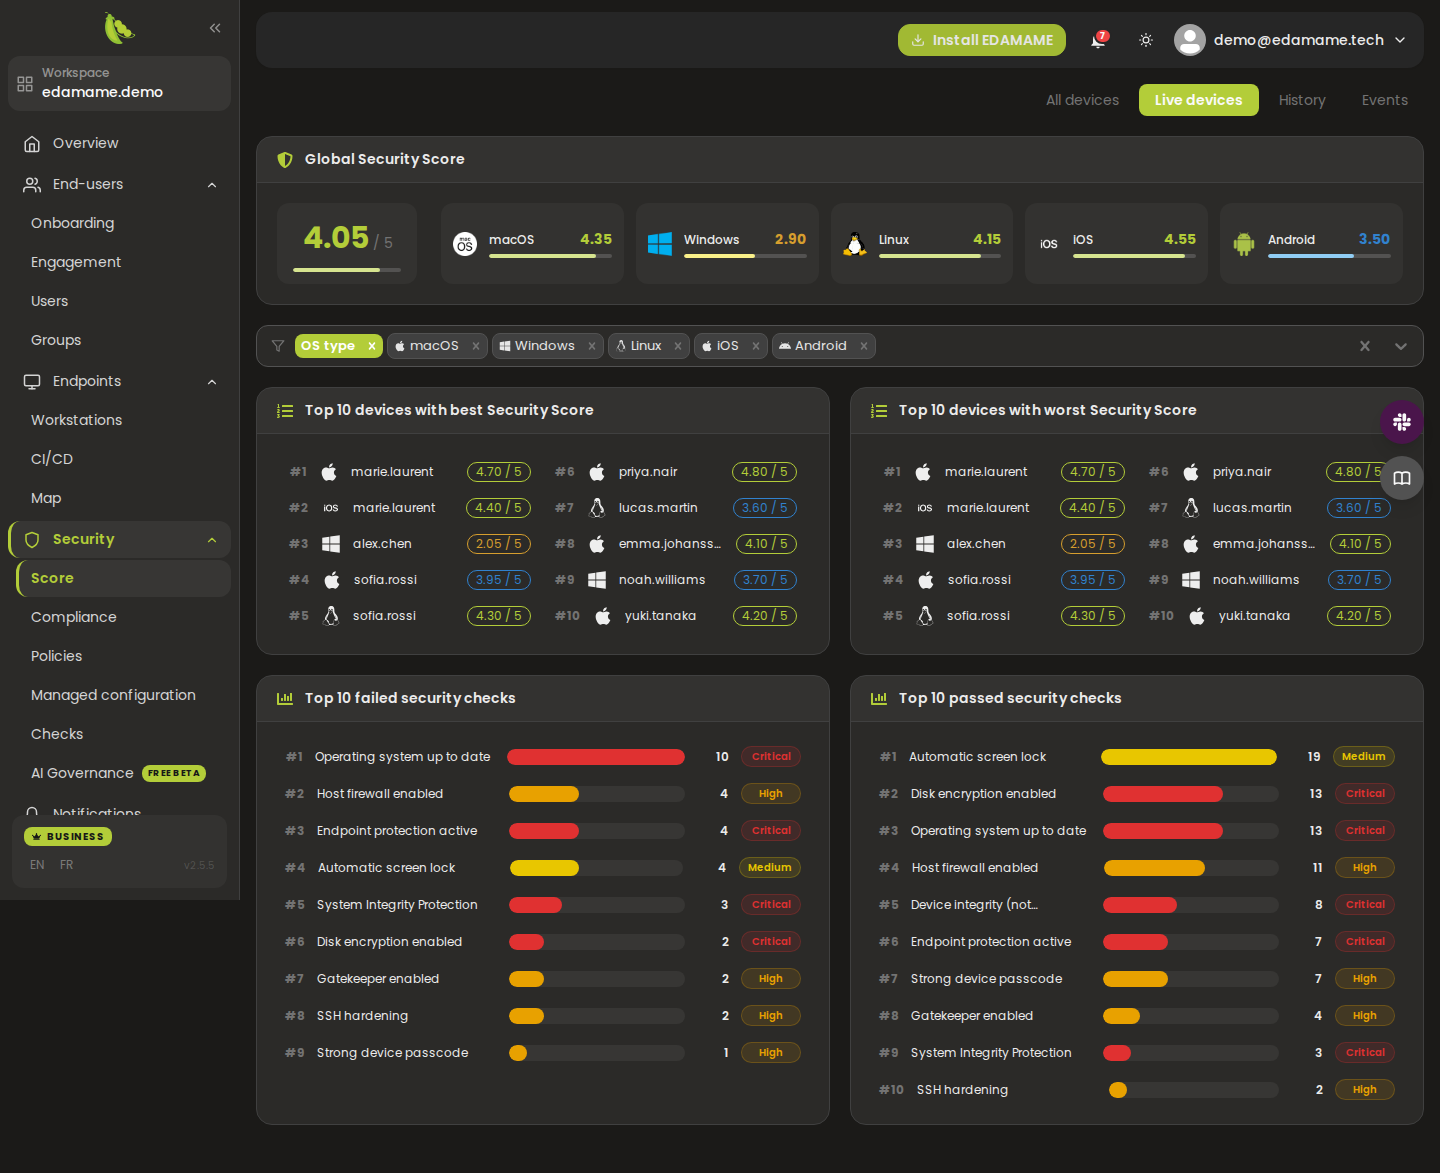 Install EDAMAME
7
demo@edamame.tech
Workspace
edamame.demo
Overview
End-users
Onboarding
Engagement
Users
Groups
Endpoints
Workstations
CI/CD
Map
Security
Score
Compliance
Policies
Managed configuration
Checks
AI Governance FREE BETA
Notifications
BUSINESS
EN FR v2.5.5
All devices Live devices History Events
Global Security Score
4.05 / 5
macOS macOS 4.35
Windows 2.90
Linux 4.15
iOS iOS 4.55
Android 3.50
OS type x macOS x Windows x Linux x iOS x Android x
Top 10 devices with best Security Score
#1 marie.laurent 4.70 / 5 #6 priya.nair 4.80 / 5
#2 iOS marie.laurent 4.40 / 5 #7 lucas.martin 3.60 / 5
#3 alex.chen 2.05 / 5 #8 emma.johanss... 4.10 / 5
#4 sofia.rossi 3.95 / 5 #9 noah.williams 3.70 / 5
#5 sofia.rossi 4.30 / 5 #10 yuki.tanaka 4.20 / 5
Top 10 devices with worst Security Score
#1 marie.laurent 4.70 / 5 #6 priya.nair 4.80 / 5
#2 iOS marie.laurent 4.40 / 5 #7 lucas.martin 3.60 / 5
#3 alex.chen 2.05 / 5 #8 emma.johanss... 4.10 / 5
#4 sofia.rossi 3.95 / 5 #9 noah.williams 3.70 / 5
#5 sofia.rossi 4.30 / 5 #10 yuki.tanaka 4.20 / 5
Top 10 failed security checks
#1 Operating system up to date 10 Critical
#2 Host firewall enabled 4 High
#3 Endpoint protection active 4 Critical
#4 Automatic screen lock 4 Medium
#5 System Integrity Protection 3 Critical
#6 Disk encryption enabled 2 Critical
#7 Gatekeeper enabled 2 High
#8 SSH hardening 2 High
#9 Strong device passcode 1 High
Top 10 passed security checks
#1 Automatic screen lock 19 Medium
#2 Disk encryption enabled 13 Critical
#3 Operating system up to date 13 Critical
#4 Host firewall enabled 11 High
#5 Device integrity (not... 8 Critical
#6 Endpoint protection active 7 Critical
#7 Strong device passcode 7 High
#8 Gatekeeper enabled 4 High
#9 System Integrity Protection 3 Critical
#10 SSH hardening 2 High